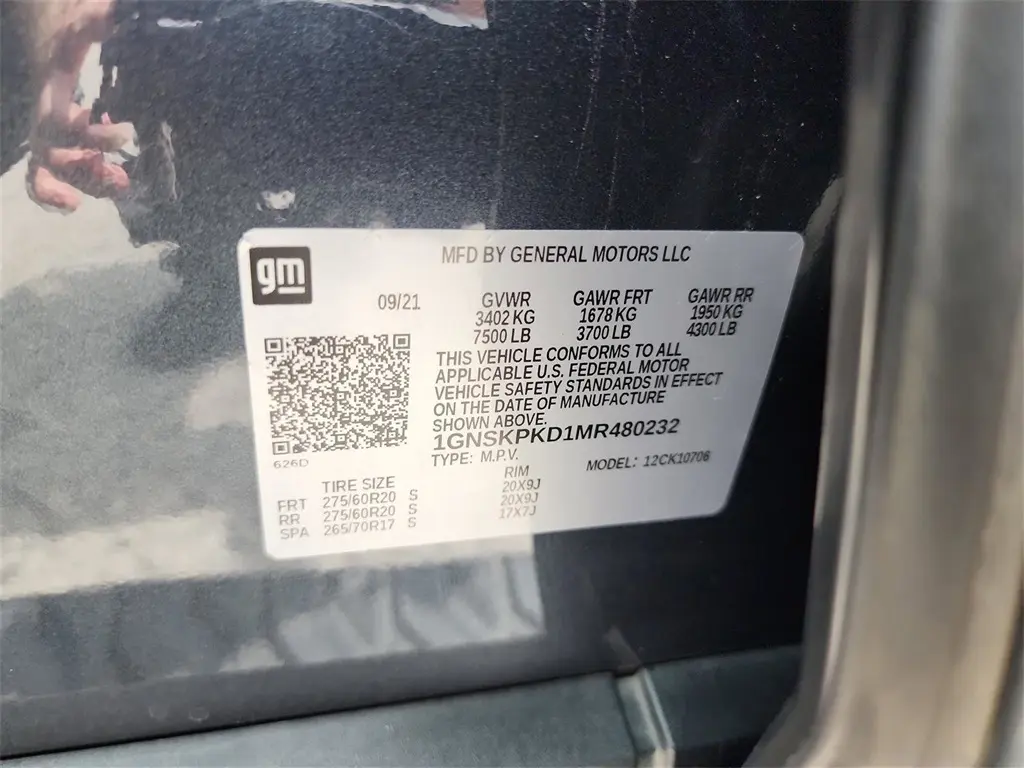 gm
MFD BY GENERAL MOTORS LLC
09/21 GVWR GAWR FRT GAWR RR
3402 KG 1678 KG 1950 KG
7500 LB 3700 LB 4300 LB
THIS VEHICLE CONFORMS TO ALL
APPLICABLE U.S. FEDERAL MOTOR
VEHICLE SAFETY STANDARDS IN EFFECT
ON THE DATE OF MANUFACTURE
SHOWN ABOVE.
1GNSKPKD1MR480232
626D
TYPE: M.P.V. MODEL: 12CK10706
TIRE SIZE RIM
FRT 275/60R20 S 20X9J
RR 275/60R20 S 20X9J
SPA 265/70R17 S 17X7J